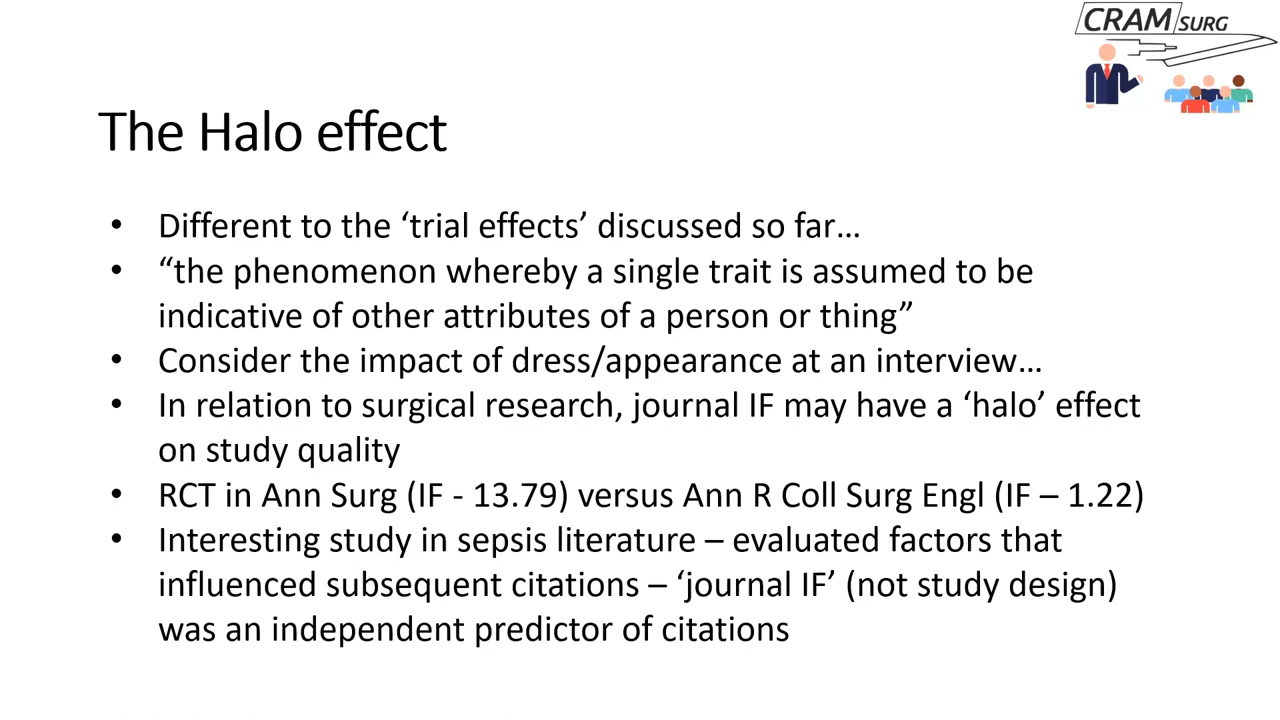 CRAM SURG
The Halo effect
• Different to the ‘trial effects’ discussed so far…
• “the phenomenon whereby a single trait is assumed to be
indicative of other attributes of a person or thing”
• Consider the impact of dress/appearance at an interview…
• In relation to surgical research, journal IF may have a ‘halo’ effect
on study quality
• RCT in Ann Surg (IF - 13.79) versus Ann R Coll Surg Engl (IF – 1.22)
• Interesting study in sepsis literature – evaluated factors that
influenced subsequent citations – ‘journal IF’ (not study design)
was an independent predictor of citations